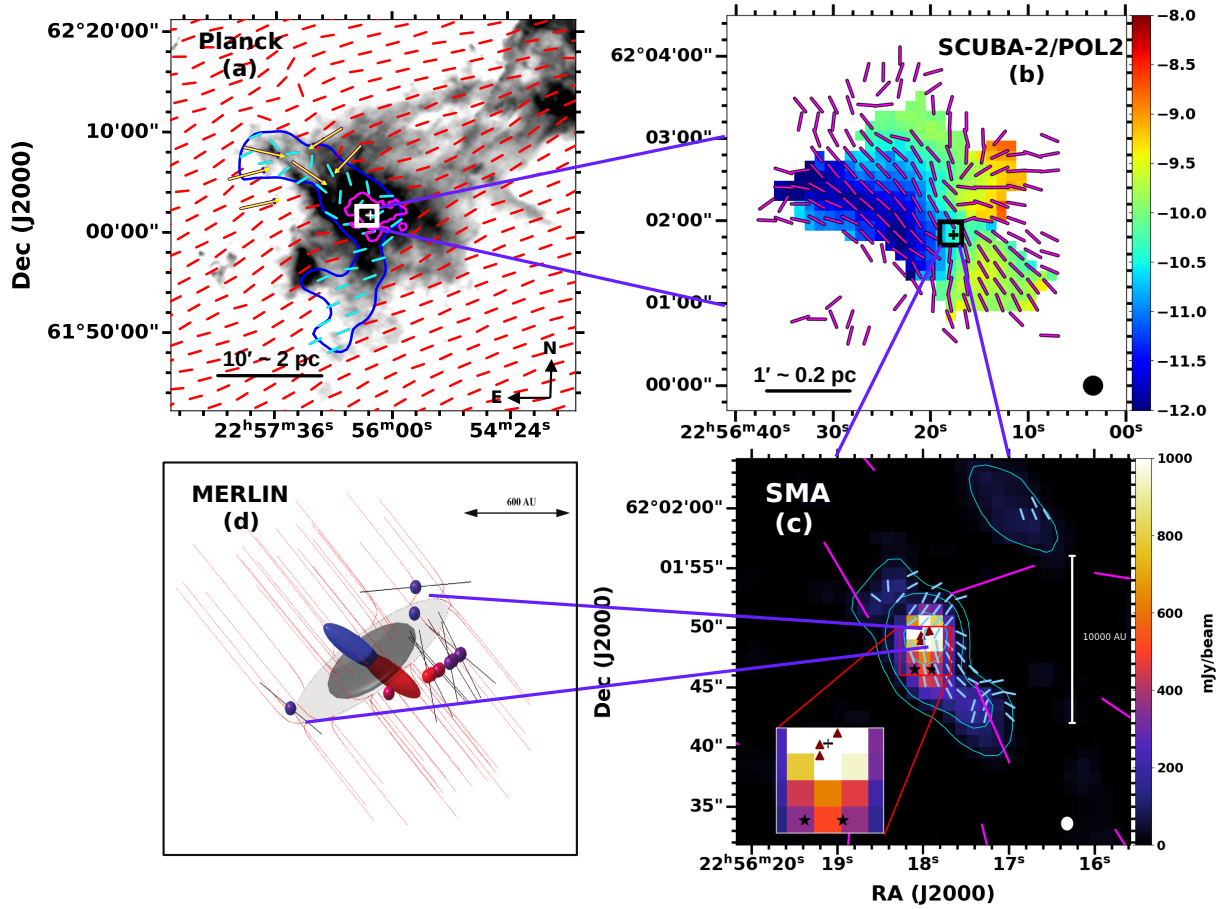 Planck
(a)
62°20'00"
10'00"
00'00"
61°50'00"
Dec (J2000)
10′ ~ 2 pc
N
E
22h57m36s
56m00s
54m24s
SCUBA-2/POL2
(b)
62°04'00"
03'00"
02'00"
01'00"
00'00"
1′ ~ 0.2 pc
22h56m40s
30s
20s
10s
00s
−8.0
−8.5
−9.0
−9.5
−10.0
−10.5
−11.0
−11.5
−12.0
MERLIN
(d)
600 AU
SMA
(c)
Dec (J2000)
62°02'00"
01'55"
50"
45"
40"
35"
10000 AU
22h56m20s
19s
18s
17s
16s
RA (J2000)
1000
800
600
400
200
0
mJy/beam